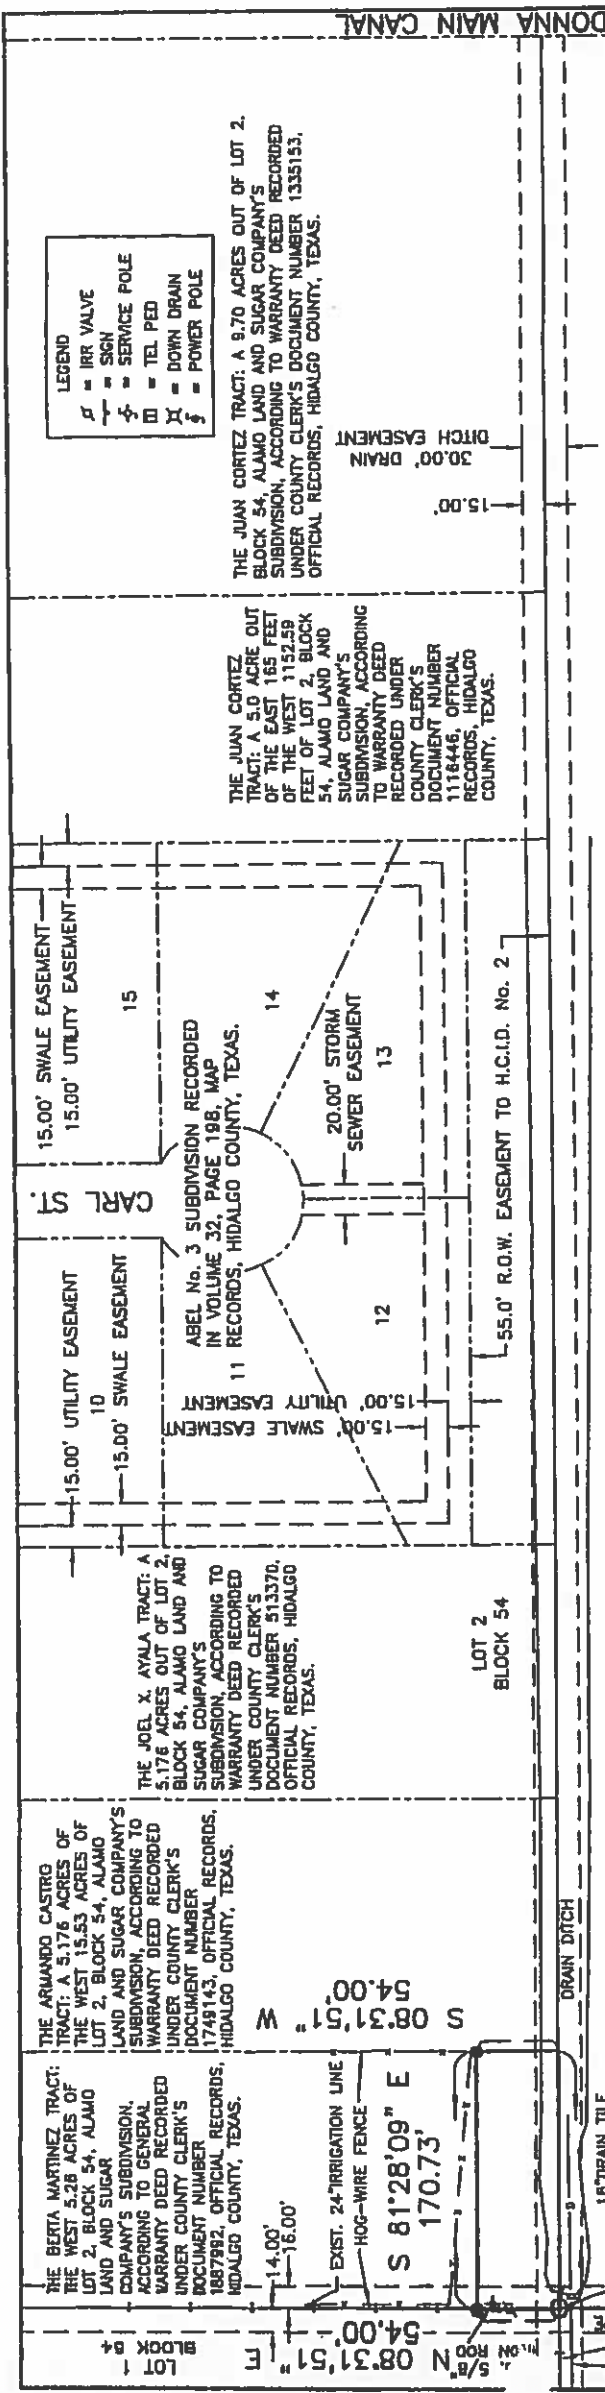 DONNA MAIN CANAL
LEGEND
= IRR VALVE
= SIGN
= SERVICE POLE
= TEL PED
= DOWN DRAIN
= POWER POLE
THE JUAN CORTEZ TRACT: A 9.70 ACRES OUT OF LOT 2,
BLOCK 54, ALAMO LAND AND SUGAR COMPANY'S
SUBDIVISION, ACCORDING TO WARRANTY DEED RECORDED
UNDER COUNTY CLERK'S DOCUMENT NUMBER 1335153,
OFFICIAL RECORDS, HIDALGO COUNTY, TEXAS.
30.00' DRAIN
DITCH EASEMENT
15.00'
THE JUAN CORTEZ
TRACT: A 5.0 ACRE OUT
OF THE EAST 165 FEET
OF THE WEST 1152.59
FEET OF LOT 2, BLOCK
54, ALAMO LAND AND
SUGAR COMPANY'S
SUBDIVISION, ACCORDING
TO WARRANTY DEED
RECORDED UNDER
COUNTY CLERK'S
DOCUMENT NUMBER
1116446, OFFICIAL
RECORDS, HIDALGO
COUNTY, TEXAS.
15.00' SWALE EASEMENT
15.00' UTILITY EASEMENT
15
14
13
CARL ST.
ABEL No. 3 SUBDIVISION RECORDED
IN VOLUME 32, PAGE 198, MAP
RECORDS, HIDALGO COUNTY, TEXAS.
20.00' STORM
SEWER EASEMENT
55.0' R.O.W. EASEMENT TO H.C.I.D. No. 2
15.00' UTILITY EASEMENT
10
15.00' SWALE EASEMENT
11
12
15.00' UTILITY EASEMENT
15.00' SWALE EASEMENT
THE JOEL X. AYALA TRACT: A
5.176 ACRES OUT OF LOT 2,
BLOCK 54, ALAMO LAND AND
SUGAR COMPANY'S
SUBDIVISION, ACCORDING TO
WARRANTY DEED RECORDED
UNDER COUNTY CLERK'S
DOCUMENT NUMBER 513370,
OFFICIAL RECORDS, HIDALGO
COUNTY, TEXAS.
LOT 2
BLOCK 54
THE ARMANDO CASTRO
TRACT: A 5.176 ACRES OF
THE WEST 15.53 ACRES OF
LOT 2, BLOCK 54, ALAMO
LAND AND SUGAR COMPANY'S
SUBDIVISION, ACCORDING TO
WARRANTY DEED RECORDED
UNDER COUNTY CLERK'S
DOCUMENT NUMBER
1749143, OFFICIAL RECORDS,
HIDALGO COUNTY, TEXAS.
S 08°31'51" W
54.00'
DRAIN DITCH
THE BERTA MARTINEZ TRACT:
THE WEST 5.26 ACRES OF
LOT 2, BLOCK 54, ALAMO
LAND AND SUGAR
COMPANY'S SUBDIVISION,
ACCORDING TO GENERAL
WARRANTY DEED RECORDED
UNDER COUNTY CLERK'S
DOCUMENT NUMBER
1887992, OFFICIAL RECORDS,
HIDALGO COUNTY, TEXAS.
14.00'
16.00'
EXIST. 24" IRRIGATION LINE
HOG-WIRE FENCE
S 81°28'09" E
170.73'
18" DRAIN TILE
LOT 1
BLOCK 54
N 08°31'51" E
54.00'
5/8"
ROD